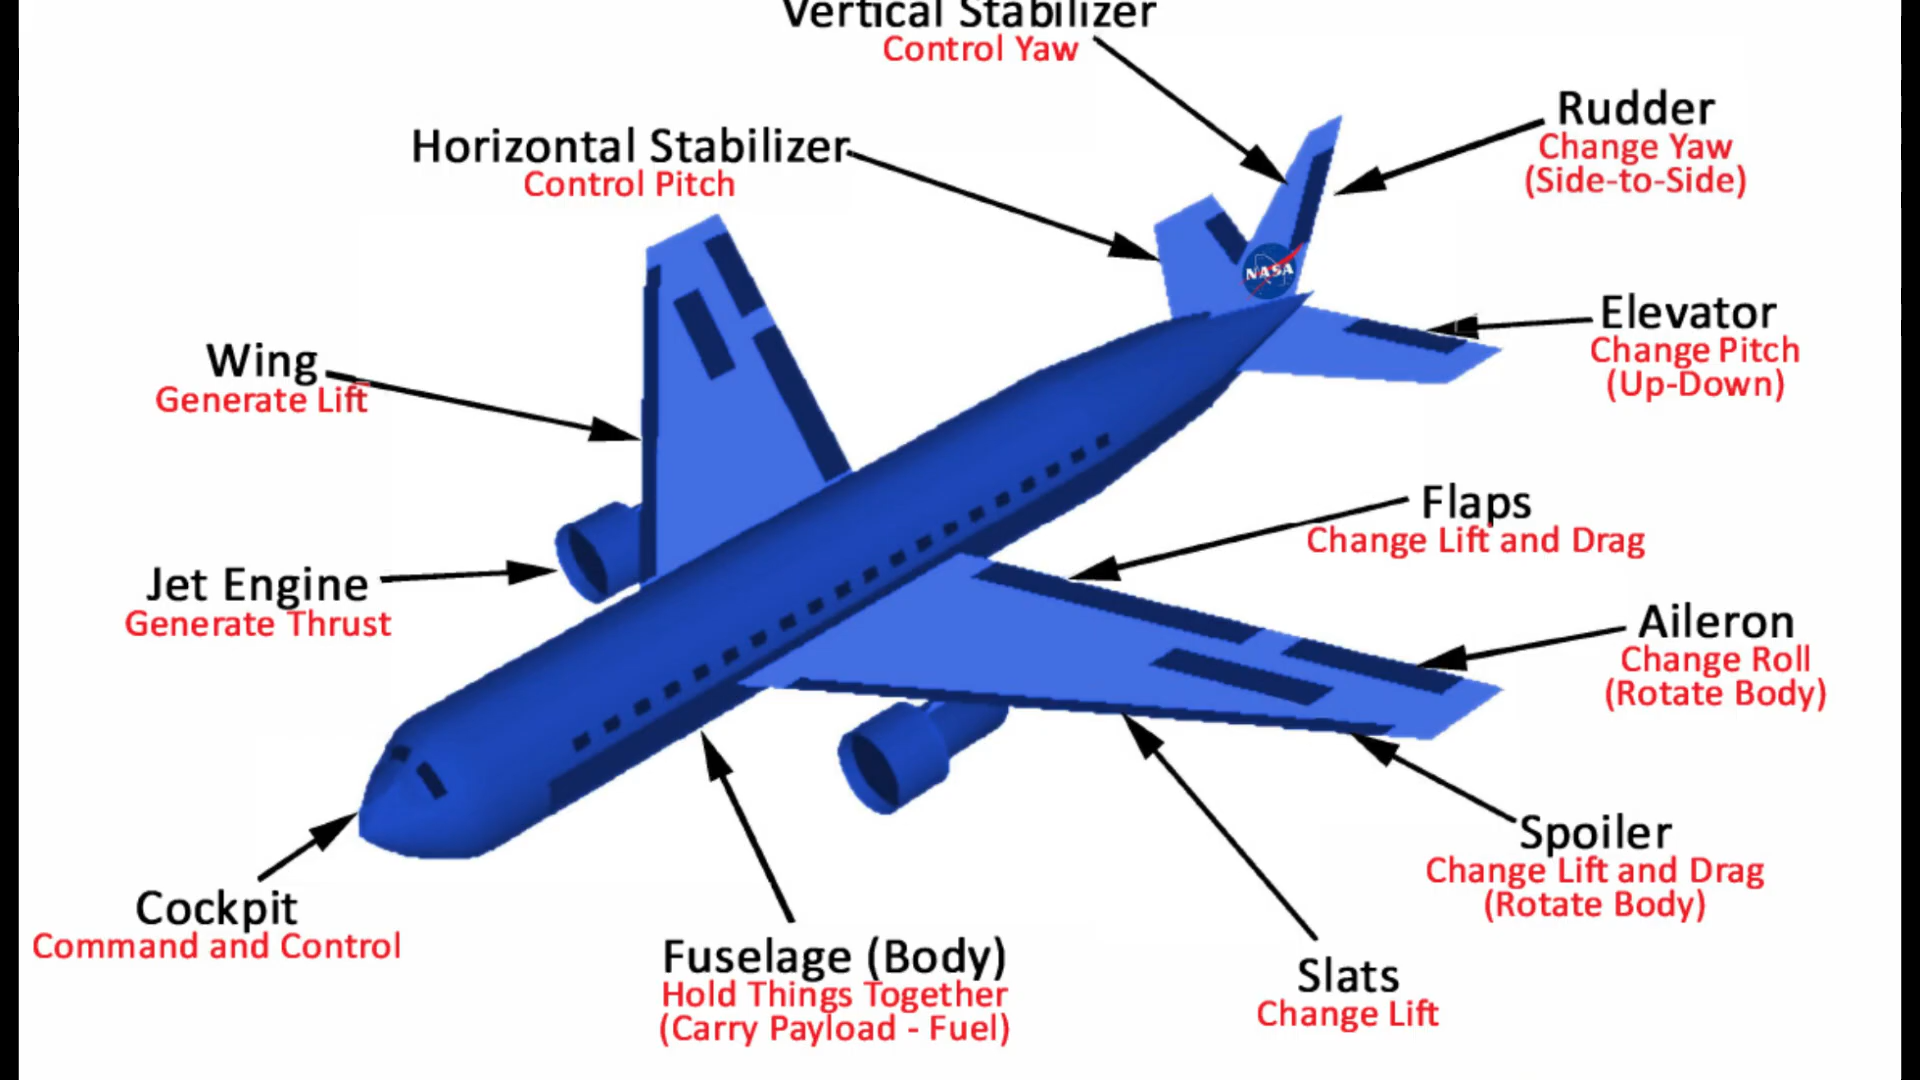 Vertical Stabilizer
Control Yaw
Rudder
Change Yaw
(Side-to-Side)
Horizontal Stabilizer
Control Pitch
NASA
Elevator
Change Pitch
(Up-Down)
Wing
Generate Lift
Flaps
Change Lift and Drag
Jet Engine
Generate Thrust
Aileron
Change Roll
(Rotate Body)
Spoiler
Change Lift and Drag
(Rotate Body)
Cockpit
Command and Control
Fuselage (Body)
Hold Things Together
(Carry Payload - Fuel)
Slats
Change Lift